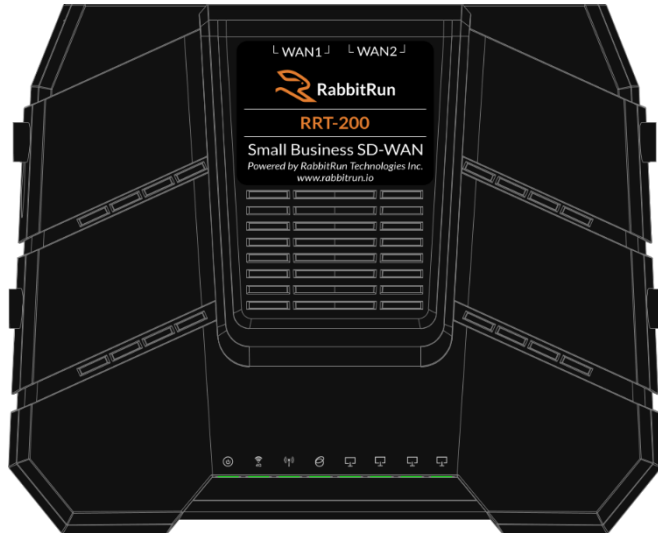 WAN1 WAN2
RabbitRun
RRT-200
Small Business SD-WAN
Powered by RabbitRun Technologies Inc.
www.rabbitrun.io